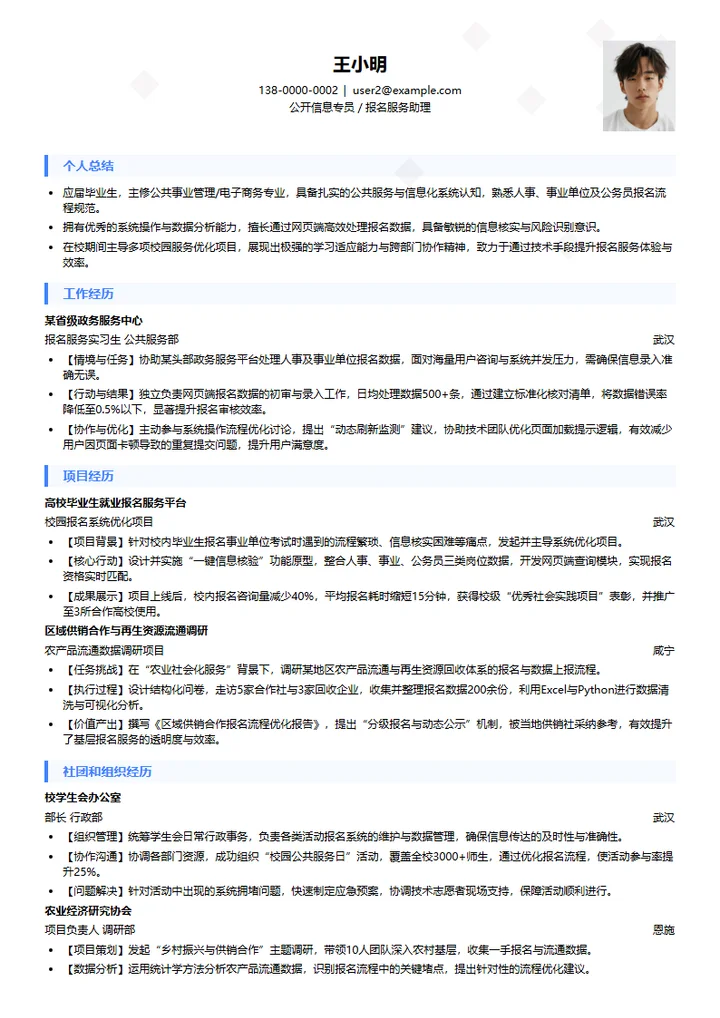 王小明
138-0000-0002 | user2@example.com
公开信息专员 / 报名服务助理
个人总结
• 应届毕业生，主修公共事业管理/电子商务专业，具备扎实的公共服务与信息化系统认知，熟悉人事、事业单位及公务员报名流
程规范。
• 拥有优秀的系统操作与数据分析能力，擅长通过网页端高效处理报名数据，具备敏锐的信息核实与风险识别意识。
• 在校期间主导多项校园服务优化项目，展现出极强的学习适应能力与跨部门协作精神，致力于通过技术手段提升报名服务体验与
效率。
工作经历
某省级政务服务中心
报名服务实习生 公共服务部 武汉
• 【情境与任务】协助某头部政务服务平台处理人事及事业单位报名数据，面对海量用户咨询与系统并发压力，需确保信息录入准
确无误。
• 【行动与结果】独立负责网页端报名数据的初审与录入工作，日均处理数据500+条，通过建立标准化核对清单，将数据错误率
降低至0.5%以下，显著提升报名审核效率。
• 【协作与优化】主动参与系统操作流程优化讨论，提出“动态刷新监测”建议，协助技术团队优化页面加载提示逻辑，有效减少
用户因页面卡顿导致的重复提交问题，提升用户满意度。
项目经历
高校毕业生就业报名服务平台
校园报名系统优化项目 武汉
• 【项目背景】针对校内毕业生报名事业单位考试时遇到的流程繁琐、信息核实困难等痛点，发起并主导系统优化项目。
• 【核心行动】设计并实施“一键信息核验”功能原型，整合人事、事业、公务员三类岗位数据，开发网页端查询模块，实现报名
资格实时匹配。
• 【成果展示】项目上线后，校内报名咨询量减少40%，平均报名耗时缩短15分钟，获得校级“优秀社会实践项目”表彰，并推广
至3所合作高校使用。
区域供销合作与再生资源流通调研
农产品流通数据调研项目 咸宁
• 【任务挑战】在“农业社会化服务”背景下，调研某地区农产品流通与再生资源回收体系的报名与数据上报流程。
• 【执行过程】设计结构化问卷，走访5家合作社与3家回收企业，收集并整理报名数据200余份，利用Excel与Python进行数据清
洗与可视化分析。
• 【价值产出】撰写《区域供销合作报名流程优化报告》，提出“分级报名与动态公示”机制，被当地供销社采纳参考，有效提升
了基层报名服务的透明度与效率。
社团和组织经历
校学生会办公室
部长 行政部 武汉
• 【组织管理】统筹学生会日常行政事务，负责各类活动报名系统的维护与数据管理，确保信息传达的及时性与准确性。
• 【协作沟通】协调各部门资源，成功组织“校园公共服务日”活动，覆盖全校3000+师生，通过优化报名流程，使活动参与率提
升25%。
• 【问题解决】针对活动中出现的系统拥堵问题，快速制定应急预案，协调技术志愿者现场支持，保障活动顺利进行。
农业经济研究协会
项目负责人 调研部 恩施
• 【项目策划】发起“乡村振兴与供销合作”主题调研，带领10人团队深入农村基层，收集一手报名与流通数据。
• 【数据分析】运用统计学方法分析农产品流通数据，识别报名流程中的关键堵点，提出针对性的流程优化建议。